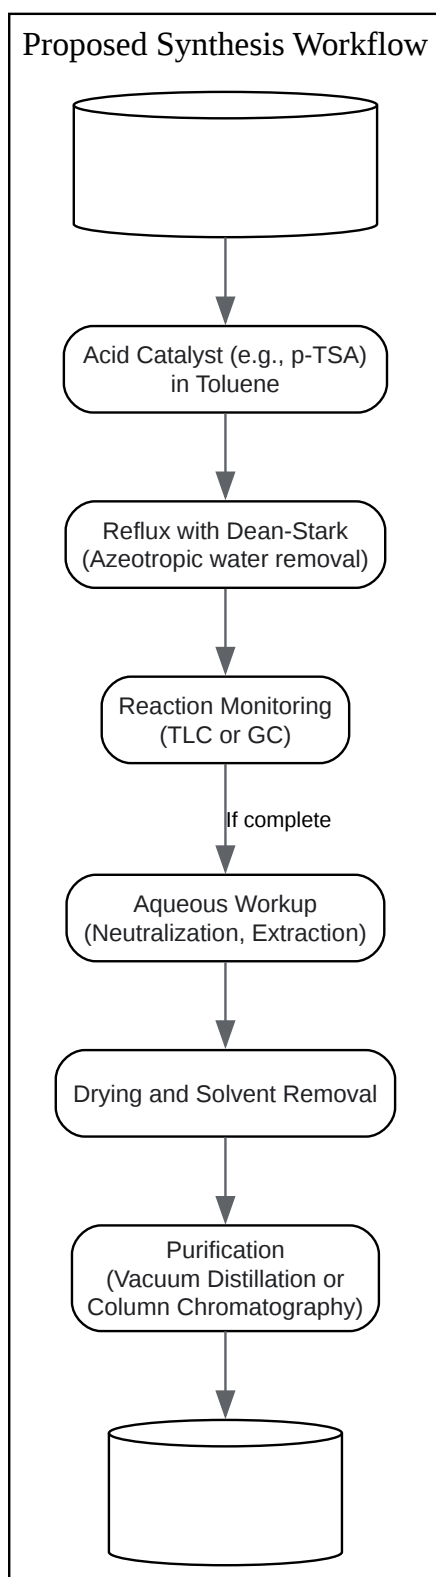 Proposed Synthesis Workflow
Acid Catalyst (e.g., p-TSA)
in Toluene
Reflux with Dean-Stark
(Azeotropic water removal)
Reaction Monitoring
(TLC or GC)
If complete
Aqueous Workup
(Neutralization, Extraction)
Drying and Solvent Removal
Purification
(Vacuum Distillation or
Column Chromatography)